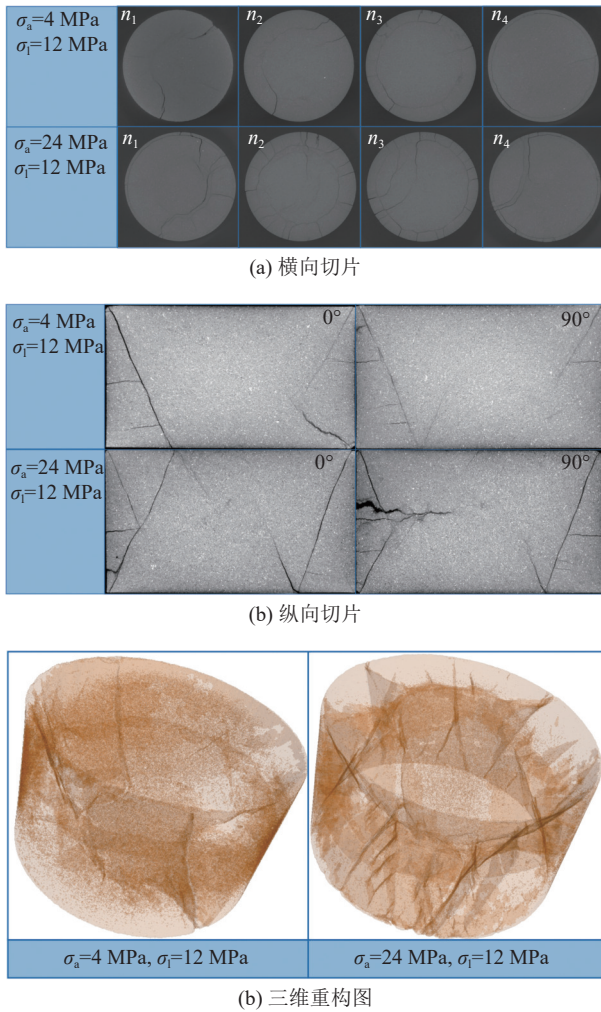 σₐ=4 MPa
σₗ=12 MPa
n₁ n₂ n₃ n₄
σₐ=24 MPa
σₗ=12 MPa
n₁ n₂ n₃ n₄
(a) 横向切片
σₐ=4 MPa
σₗ=12 MPa
0° 90°
σₐ=24 MPa
σₗ=12 MPa
0° 90°
(b) 纵向切片
σₐ=4 MPa, σₗ=12 MPa σₐ=24 MPa, σₗ=12 MPa
(b) 三维重构图